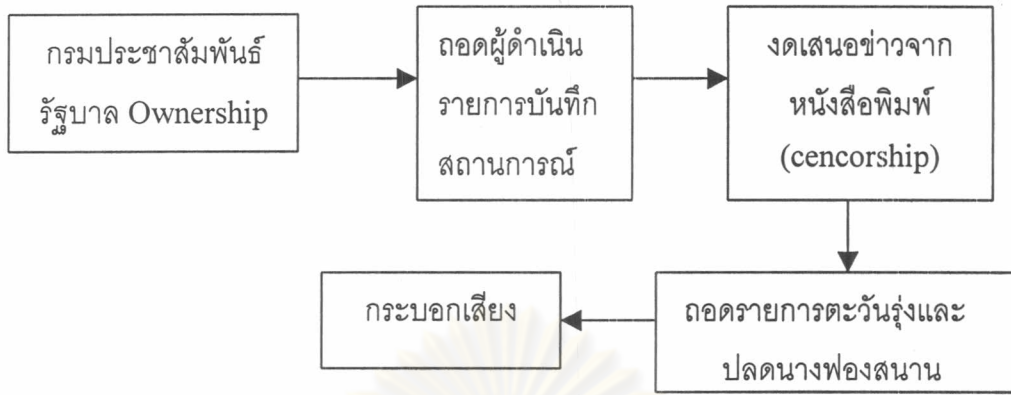 กรมประชาสัมพันธ์
รัฐบาล Ownership
ถอดผู้ดำเนิน
รายการบันทึก
สถานการณ์
งดเสนอข่าวจาก
หนังสือพิมพ์
(cencorship)
ถอดรายการตะวันรุ่งและ
ปลดนางฟองสนาน
กระบอกเสียง